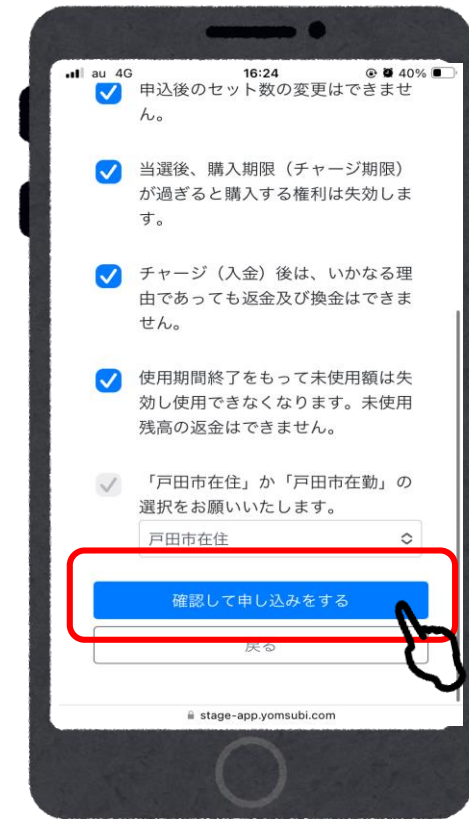 au 4G 16:24 40%
申込後のセット数の変更はできませ
ん。
当選後、購入期限（チャージ期限）
が過ぎると購入する権利は失効しま
す。
チャージ（入金）後は、いかなる理
由であっても返金及び換金はできま
せん。
使用期間終了をもって未使用額は失
効し使用できなくなります。未使用
残高の返金はできません。
「戸田市在住」か「戸田市在勤」の
選択をお願いいたします。
戸田市在住
確認して申し込みをする
戻る
stage-app.yomsubi.com